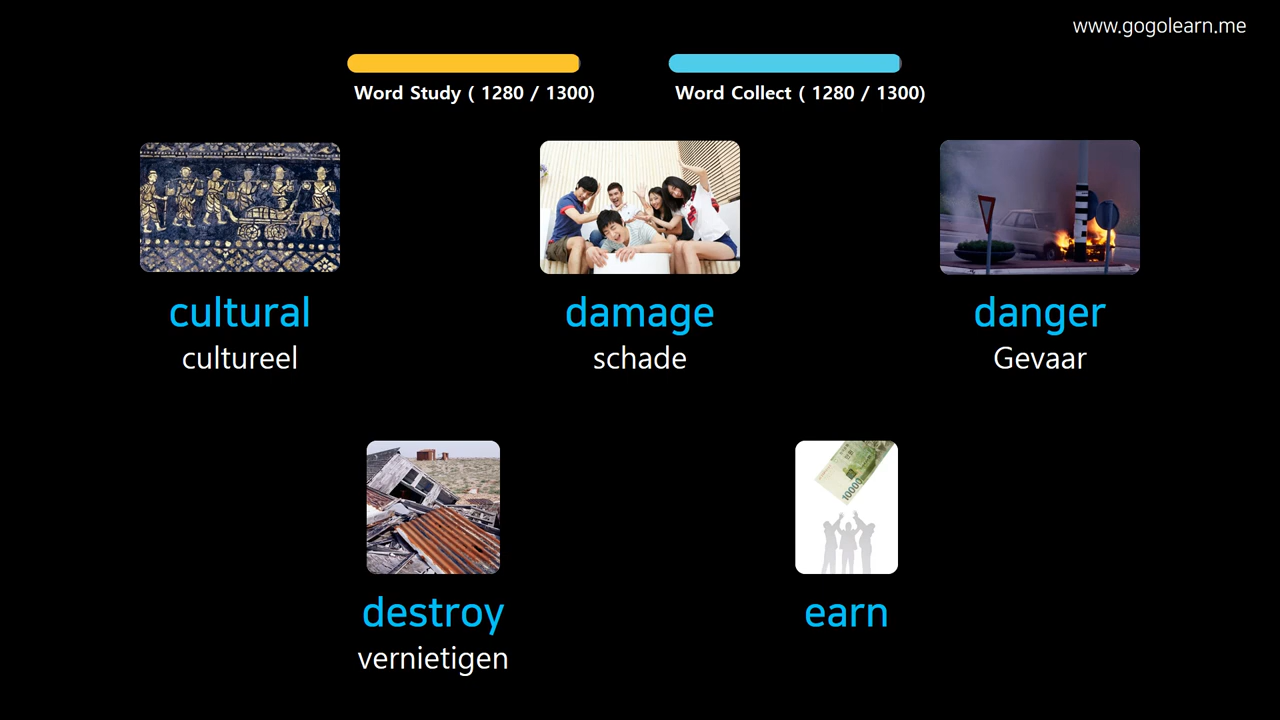 www.gogolearn.me
Word Study ( 1280 / 1300)
Word Collect ( 1280 / 1300)
cultural
cultureel
damage
schade
danger
Gevaar
10000
destroy
vernietigen
earn